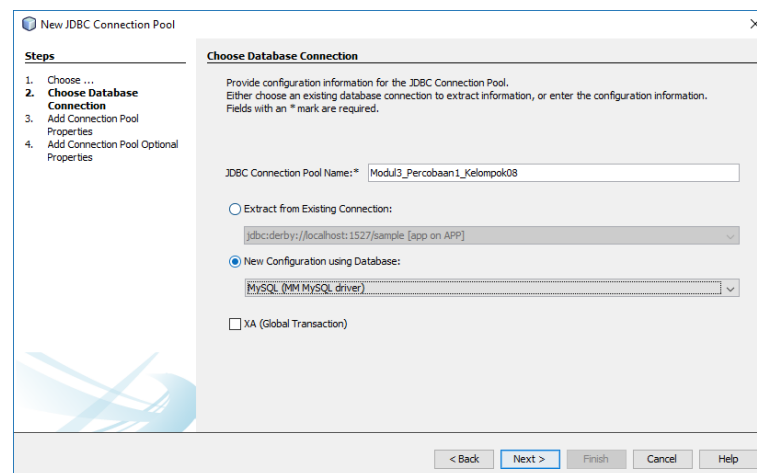 New JDBC Connection Pool
Steps
1. Choose ...
2. Choose Database
Connection
3. Add Connection Pool
Properties
4. Add Connection Pool Optional
Properties
Choose Database Connection
Provide configuration information for the JDBC Connection Pool.
Either choose an existing database connection to extract information, or enter the configuration information.
Fields with an * mark are required.
JDBC Connection Pool Name:* Modul3_Percobaan1_Kelompok08
Extract from Existing Connection:
jdbc:derby://localhost:1527/sample [app on APP]
New Configuration using Database:
MySQL (MM MySQL driver)
XA (Global Transaction)
< Back Next > Finish Cancel Help